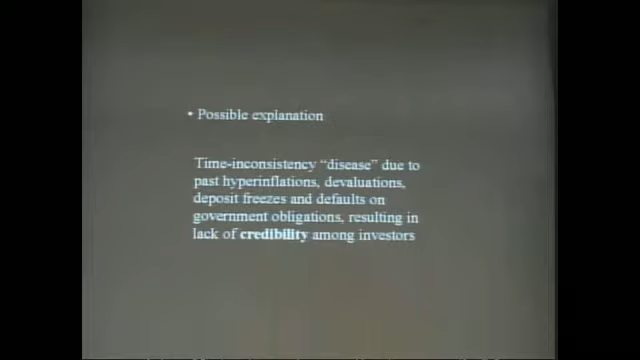 • Possible explanation
Time-inconsistency “disease” due to
past hyperinflations, devaluations,
deposit freezes and defaults on
government obligations, resulting in
lack of credibility among investors